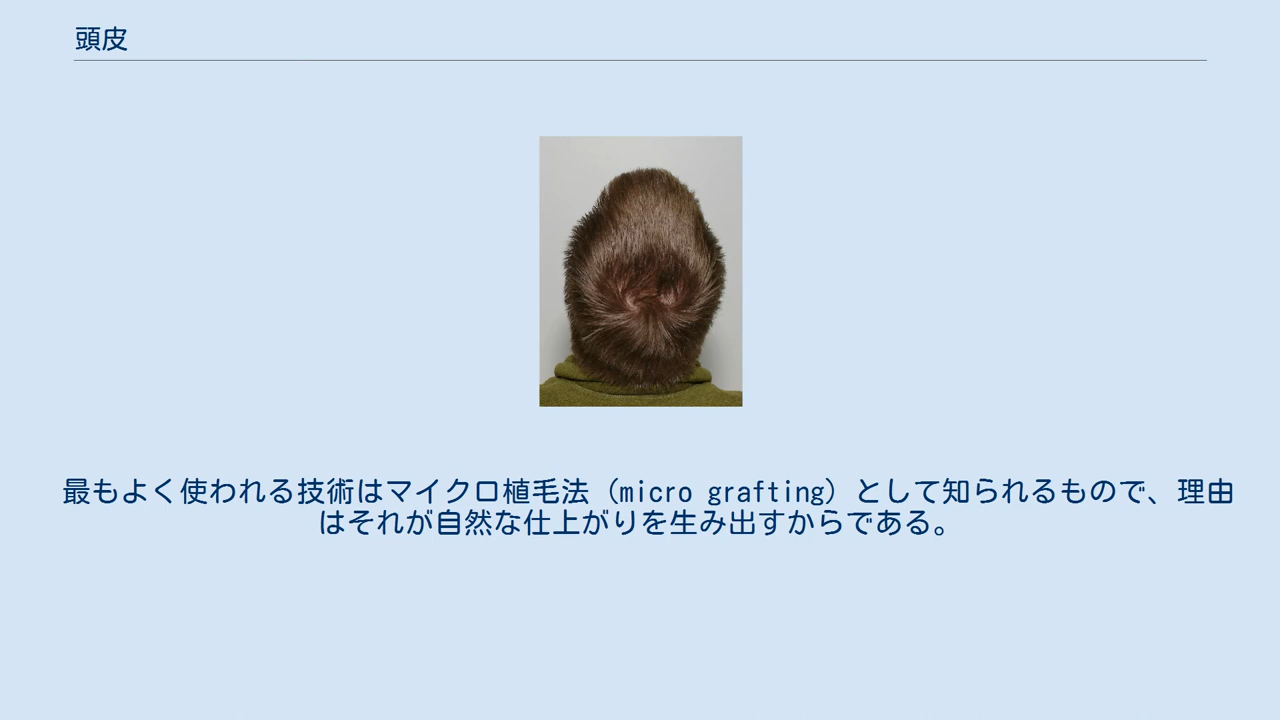 頭皮
最もよく使われる技術はマイクロ植毛法（micro grafting）として知られるもので、理由
はそれが自然な仕上がりを生み出すからである。